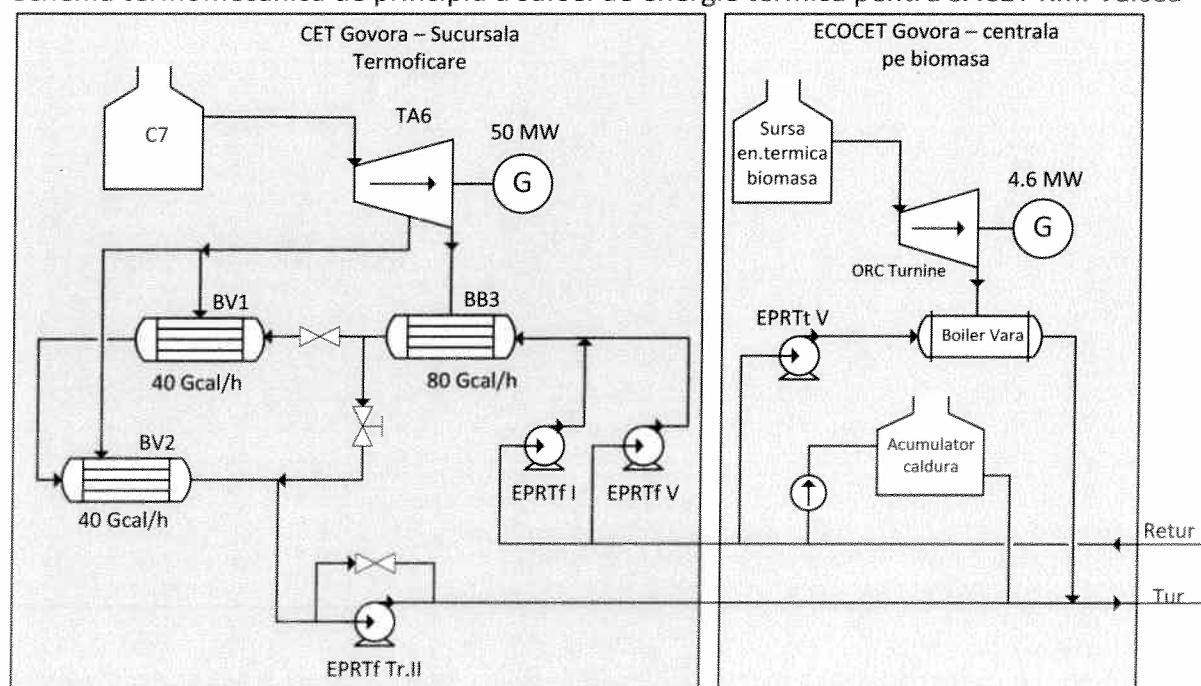 CET Govora – Sucursala
Termoficare
C7
TA6
50 MW
G
BV1
40 Gcal/h
BB3
80 Gcal/h
BV2
40 Gcal/h
EPRTf I
EPRTf V
EPRTf Tr.II
ECOCET Govora – centrala
pe biomasa
Sursa
en.termica
biomasa
4.6 MW
G
ORC Turnine
EPRTt V
Boiler Vara
Acumulator
caldura
Retur
Tur